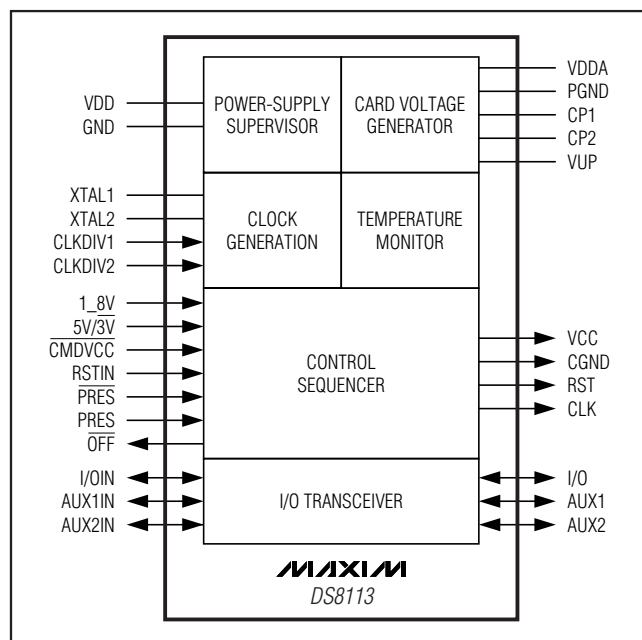 VDD
GND
XTAL1
XTAL2
CLKDIV1
CLKDIV2
1_8V
5V/3V
CMDVCC
RSTIN
PRES
PRES
OFF
I/OIN
AUX1IN
AUX2IN
POWER-SUPPLY
SUPERVISOR
CARD VOLTAGE
GENERATOR
CLOCK
GENERATION
TEMPERATURE
MONITOR
CONTROL
SEQUENCER
I/O TRANSCEIVER
VDDA
PGND
CP1
CP2
VUP
VCC
CGND
RST
CLK
I/O
AUX1
AUX2
MAXIM
DS8113